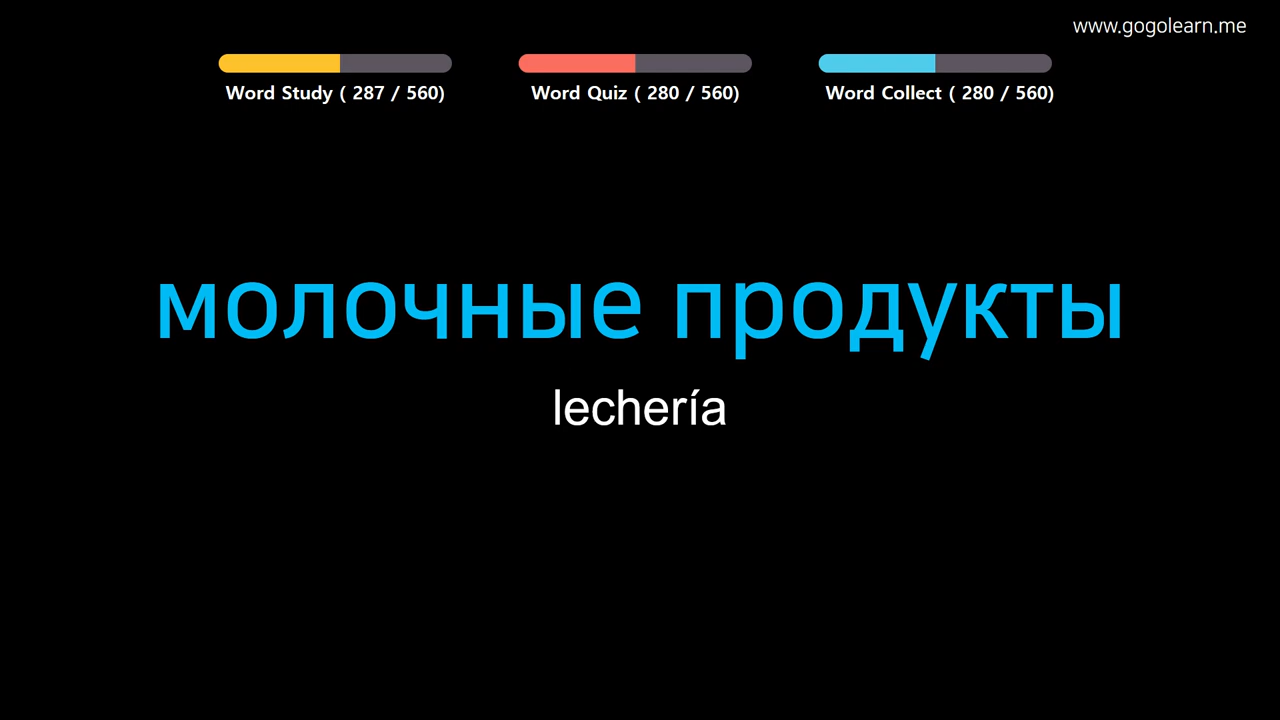 www.gogolearn.me
Word Study ( 287 / 560)
Word Quiz ( 280 / 560)
Word Collect ( 280 / 560)
молочные продукты
lechería